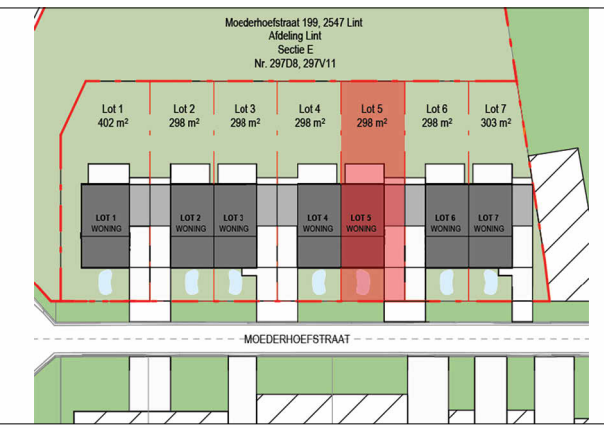 Moederhoefstraat 199, 2547 Lint
Afdeling Lint
Sectie E
Nr. 297D8, 297V11
Lot 1
402 m²
Lot 2
298 m²
Lot 3
298 m²
Lot 4
298 m²
Lot 5
298 m²
Lot 6
298 m²
Lot 7
303 m²
LOT 1
WONING
LOT 2
WONING
LOT 3
WONING
LOT 4
WONING
LOT 5
WONING
LOT 6
WONING
LOT 7
WONING
MOEDERHOEFSTRAAT